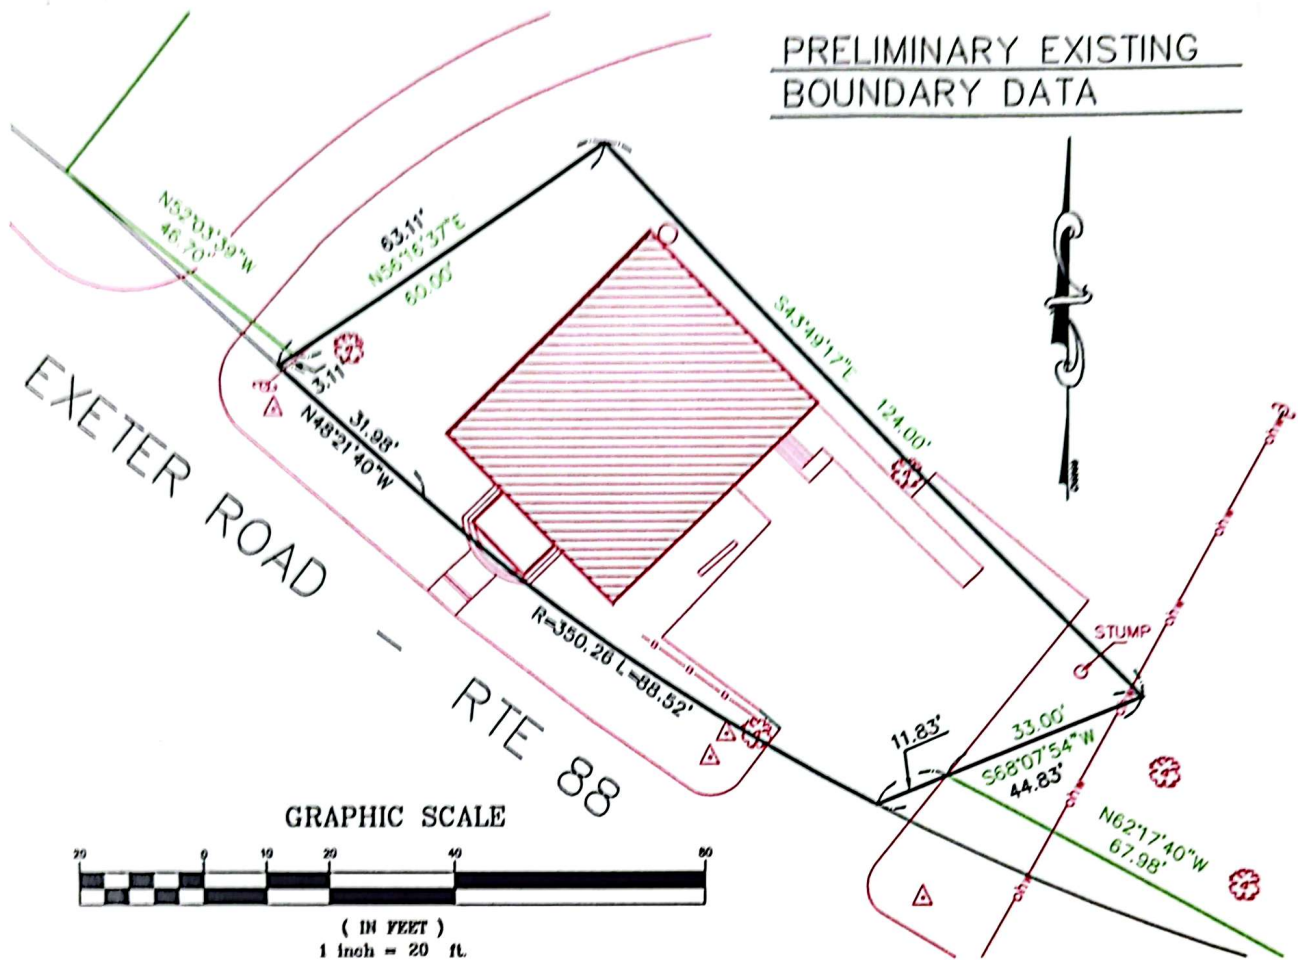 PRELIMINARY EXISTING
BOUNDARY DATA
N52°03'39"W
46.70'
63.11'
N56°16'37"E
60.00'
3.11'
31.98'
N48°21'40"W
S43°49'17"E 124.00'
EXETER ROAD - RTE 88
R=350.26 L=88.52'
STUMP
11.83'
33.00'
S68°07'54"W
44.83'
N62°17'40"W
67.98'
GRAPHIC SCALE
20 0 10 20 40 80
( IN FEET )
1 inch = 20 ft.